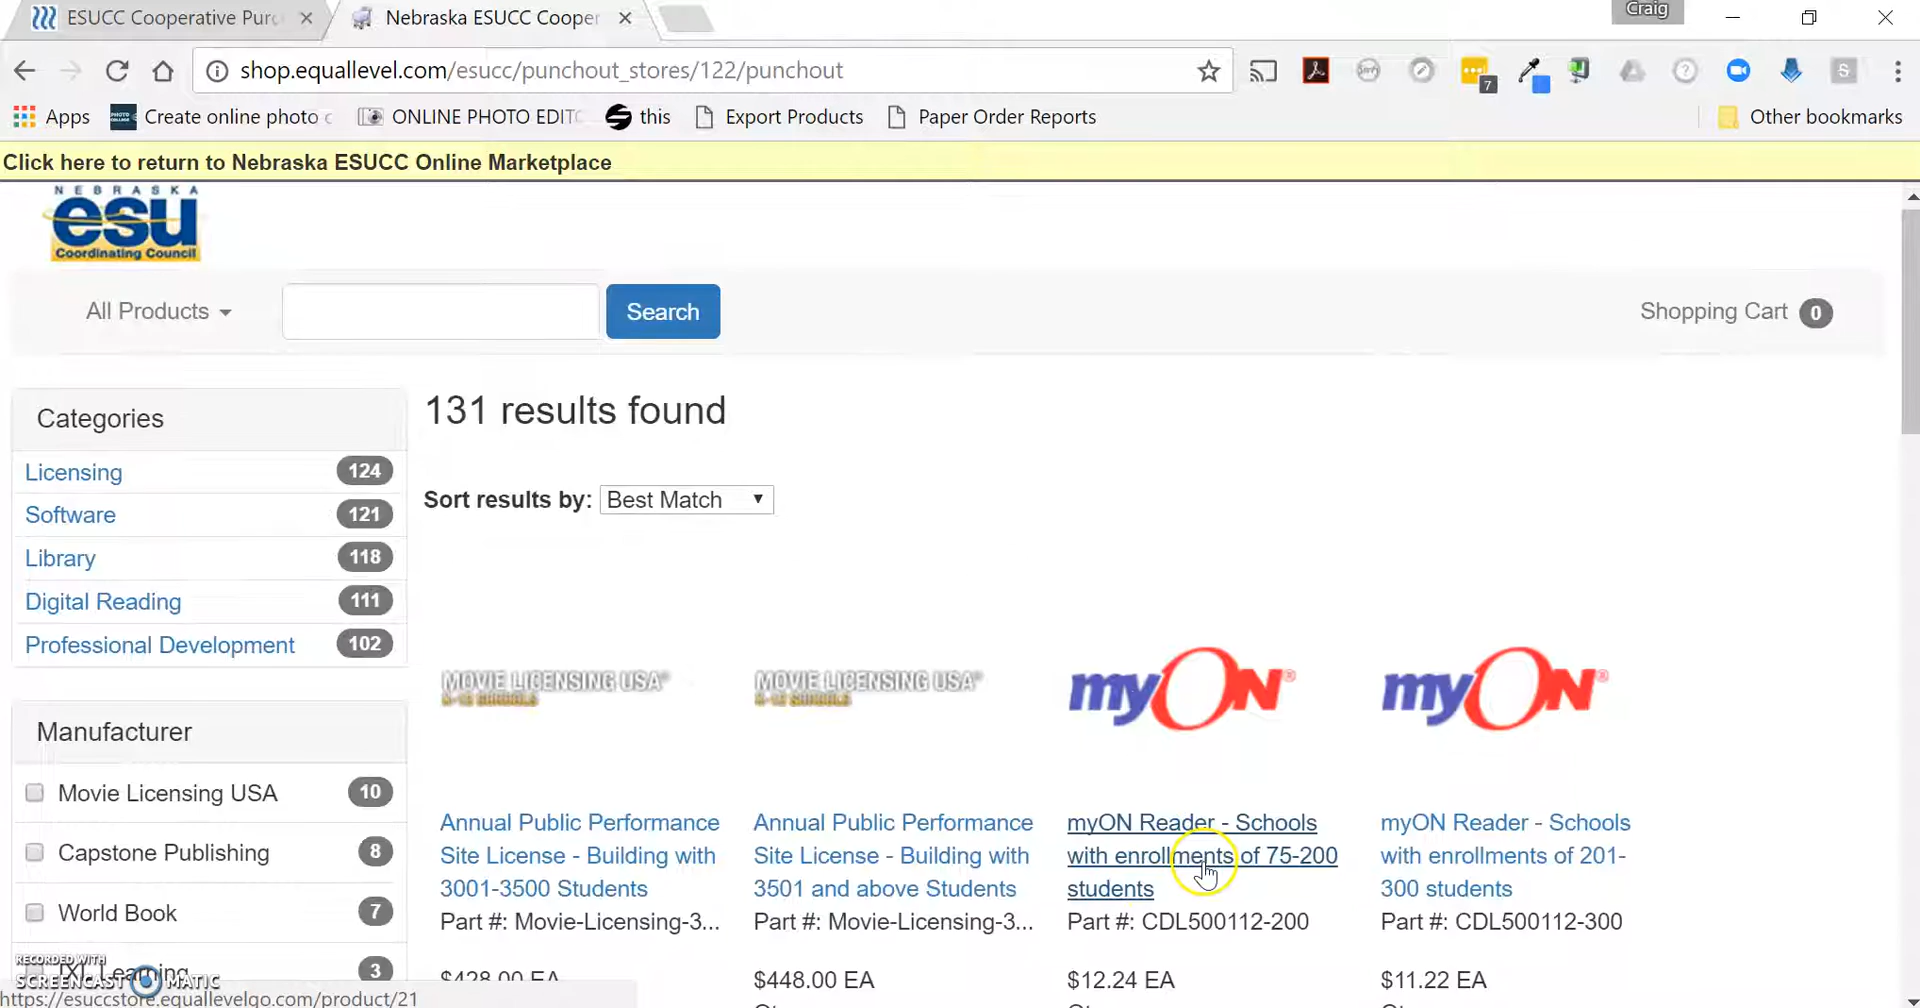 ESUCC Cooperative Purc
Nebraska ESUCC Cooper
Craig
shop.equallevel.com/esucc/punchout_stores/122/punchout
7
S
Apps
Create online photo c
ONLINE PHOTO EDITO
this
Export Products
Paper Order Reports
Other bookmarks
Click here to return to Nebraska ESUCC Online Marketplace
NEBRASKA
esu
Coordinating Council
All Products
Search
Shopping Cart 0
Categories
Licensing 124
Software 121
Library 118
Digital Reading 111
Professional Development 102
Manufacturer
Movie Licensing USA 10
Capstone Publishing 8
World Book 7
IXL Learning 3
131 results found
Sort results by: Best Match
MOVIE LICENSING USA®
K-12 SCHOOLS
Annual Public Performance
Site License - Building with
3001-3500 Students
Part #: Movie-Licensing-3...
$428.00 EA
MOVIE LICENSING USA®
K-12 SCHOOLS
Annual Public Performance
Site License - Building with
3501 and above Students
Part #: Movie-Licensing-3...
$448.00 EA
myON®
myON Reader - Schools
with enrollments of 75-200
students
Part #: CDL500112-200
$12.24 EA
myON®
myON Reader - Schools
with enrollments of 201-
300 students
Part #: CDL500112-300
$11.22 EA
RECORDED WITH
SCREENCAST MATIC
https://esuccstore.equallevelgo.com/product/21